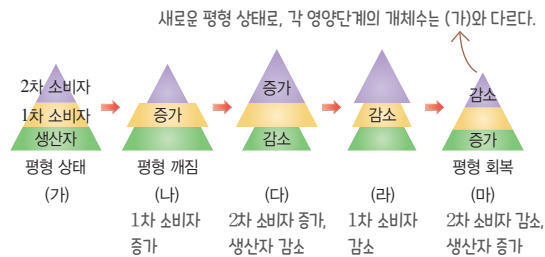 새로운 평형 상태로, 각 영양단계의 개체수는 (가)와 다르다.
2차 소비자
1차 소비자
생산자
증가
증가
감소
감소
감소
증가
평형 상태
평형 깨짐
평형 회복
(가)
(나)
(다)
(라)
(마)
1차 소비자
증가
2차 소비자 증가,
생산자 감소
1차 소비자
감소
2차 소비자 감소,
생산자 증가